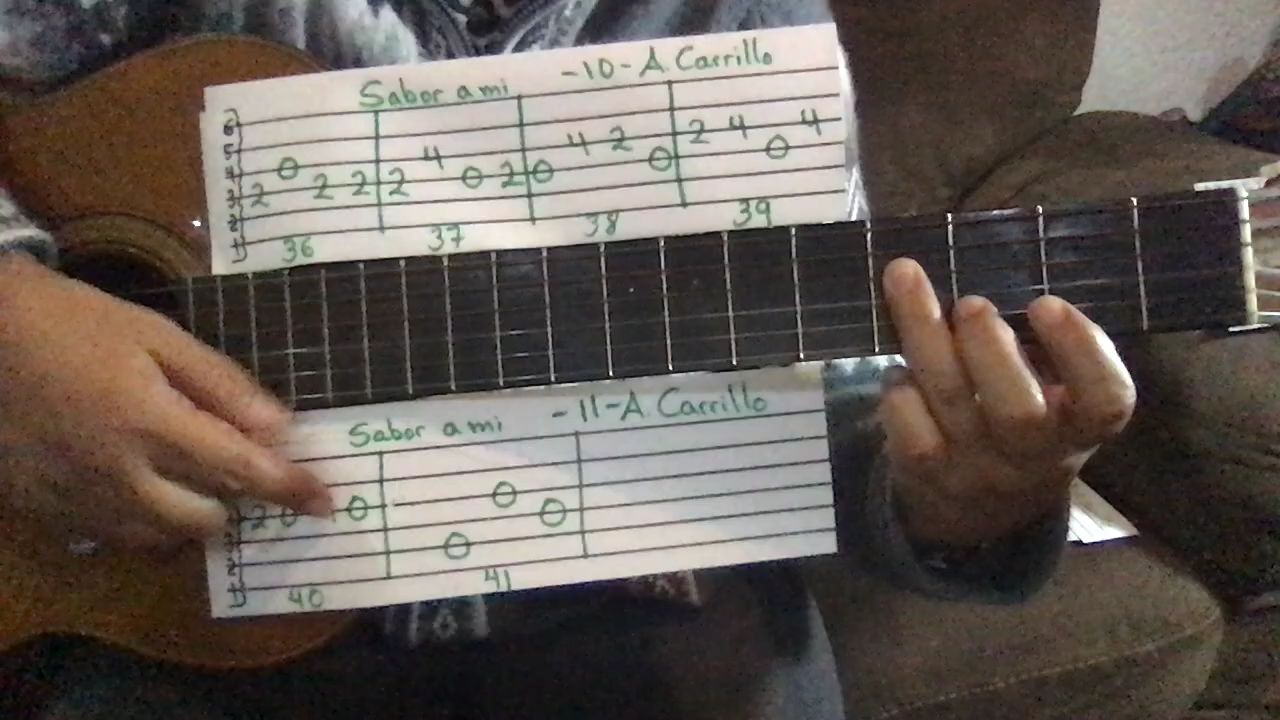 Sabor a mi -10- A. Carrillo
6
5
4
3
2
1
2 0 2 2 2 4 0 2 0 4 2 0 2 4 0 4
36 37 38 39
Sabor a mi -11- A. Carrillo
2 0 0 0 0 0
40 41